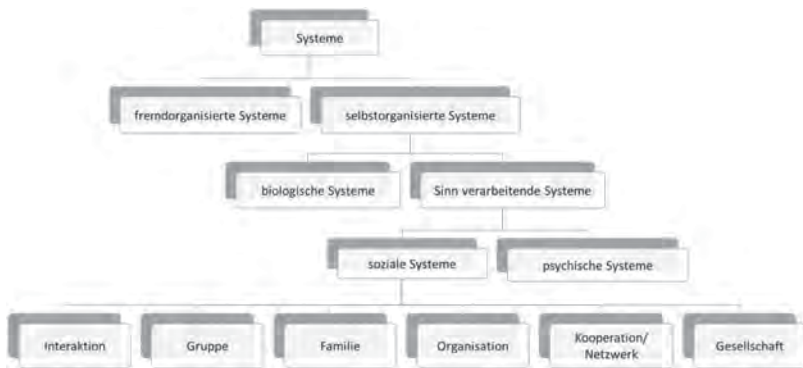 Systeme
fremdorganisierte Systeme
selbstorganisierte Systeme
biologische Systeme
Sinn verarbeitende Systeme
soziale Systeme
psychische Systeme
Interaktion
Gruppe
Familie
Organisation
Kooperation/
Netzwerk
Gesellschaft